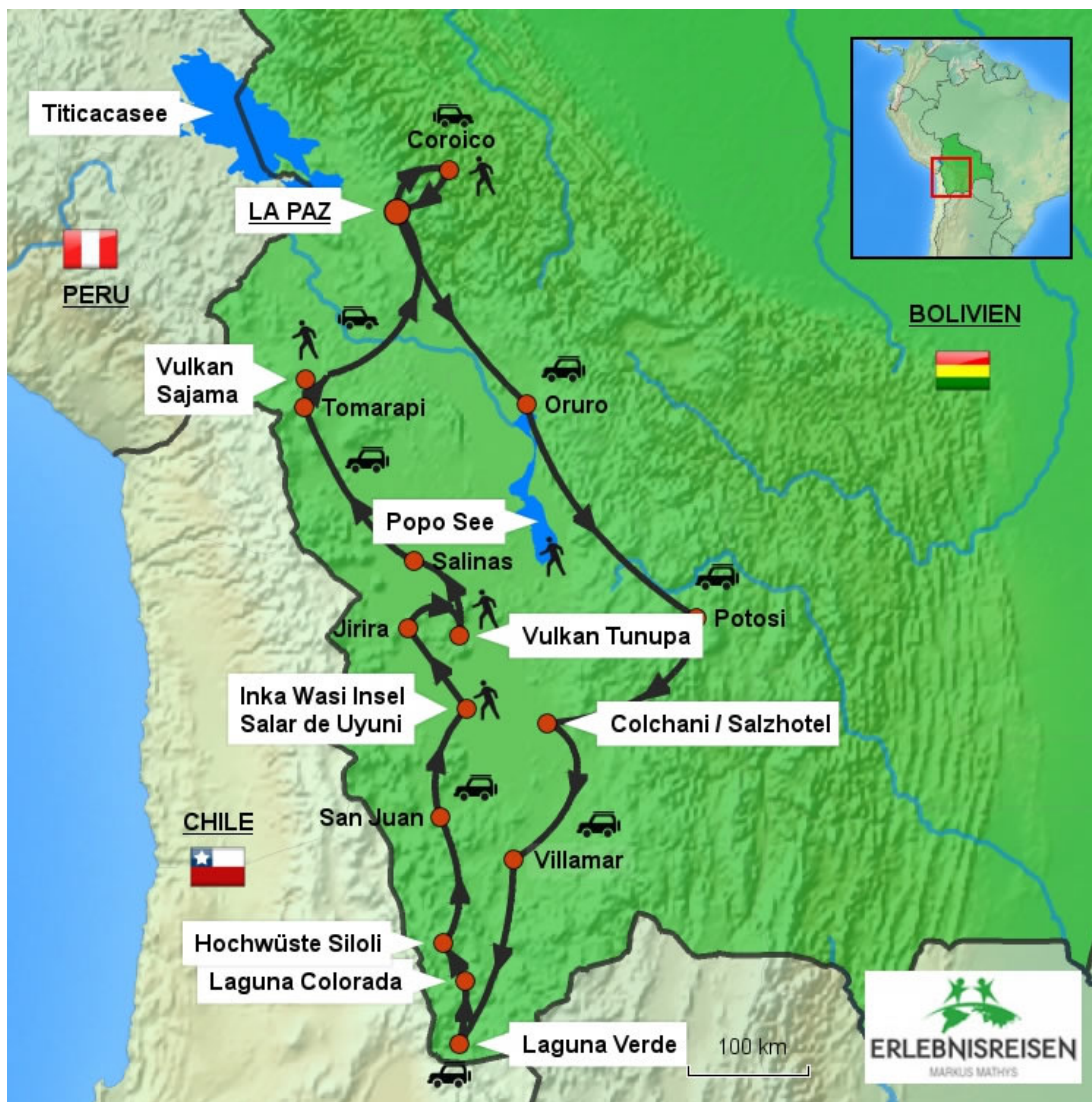 Titicacasee
Coroico
LA PAZ
PERU
BOLIVIEN
Vulkan
Sajama
Tomarapi
Oruro
Popo See
Salinas
Potosi
Jirira
Vulkan Tunupa
Inka Wasi Insel
Salar de Uyuni
Colchani / Salzhotel
CHILE
San Juan
Villamar
Hochwüste Siloli
Laguna Colorada
Laguna Verde
100 km
ERLEBNISREISEN
MARKUS MATHYS